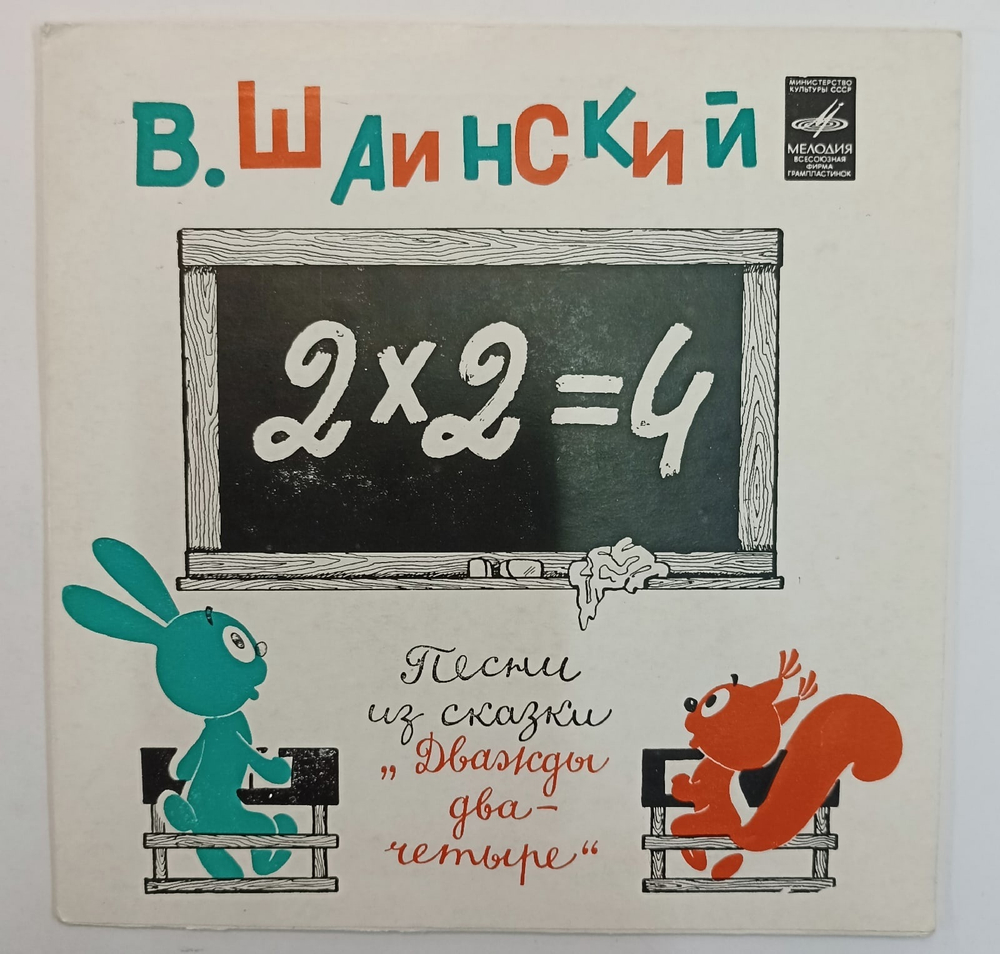 В. ШАИНСКИЙ
МИНИСТЕРСТВО
КУЛЬТУРЫ СССР
МЕЛОДИЯ
ВСЕСОЮЗНАЯ
ФИРМА
ГРАМПЛАСТИНОК
2×2=4
Песни
из сказки
„Дважды
два-
четыре“